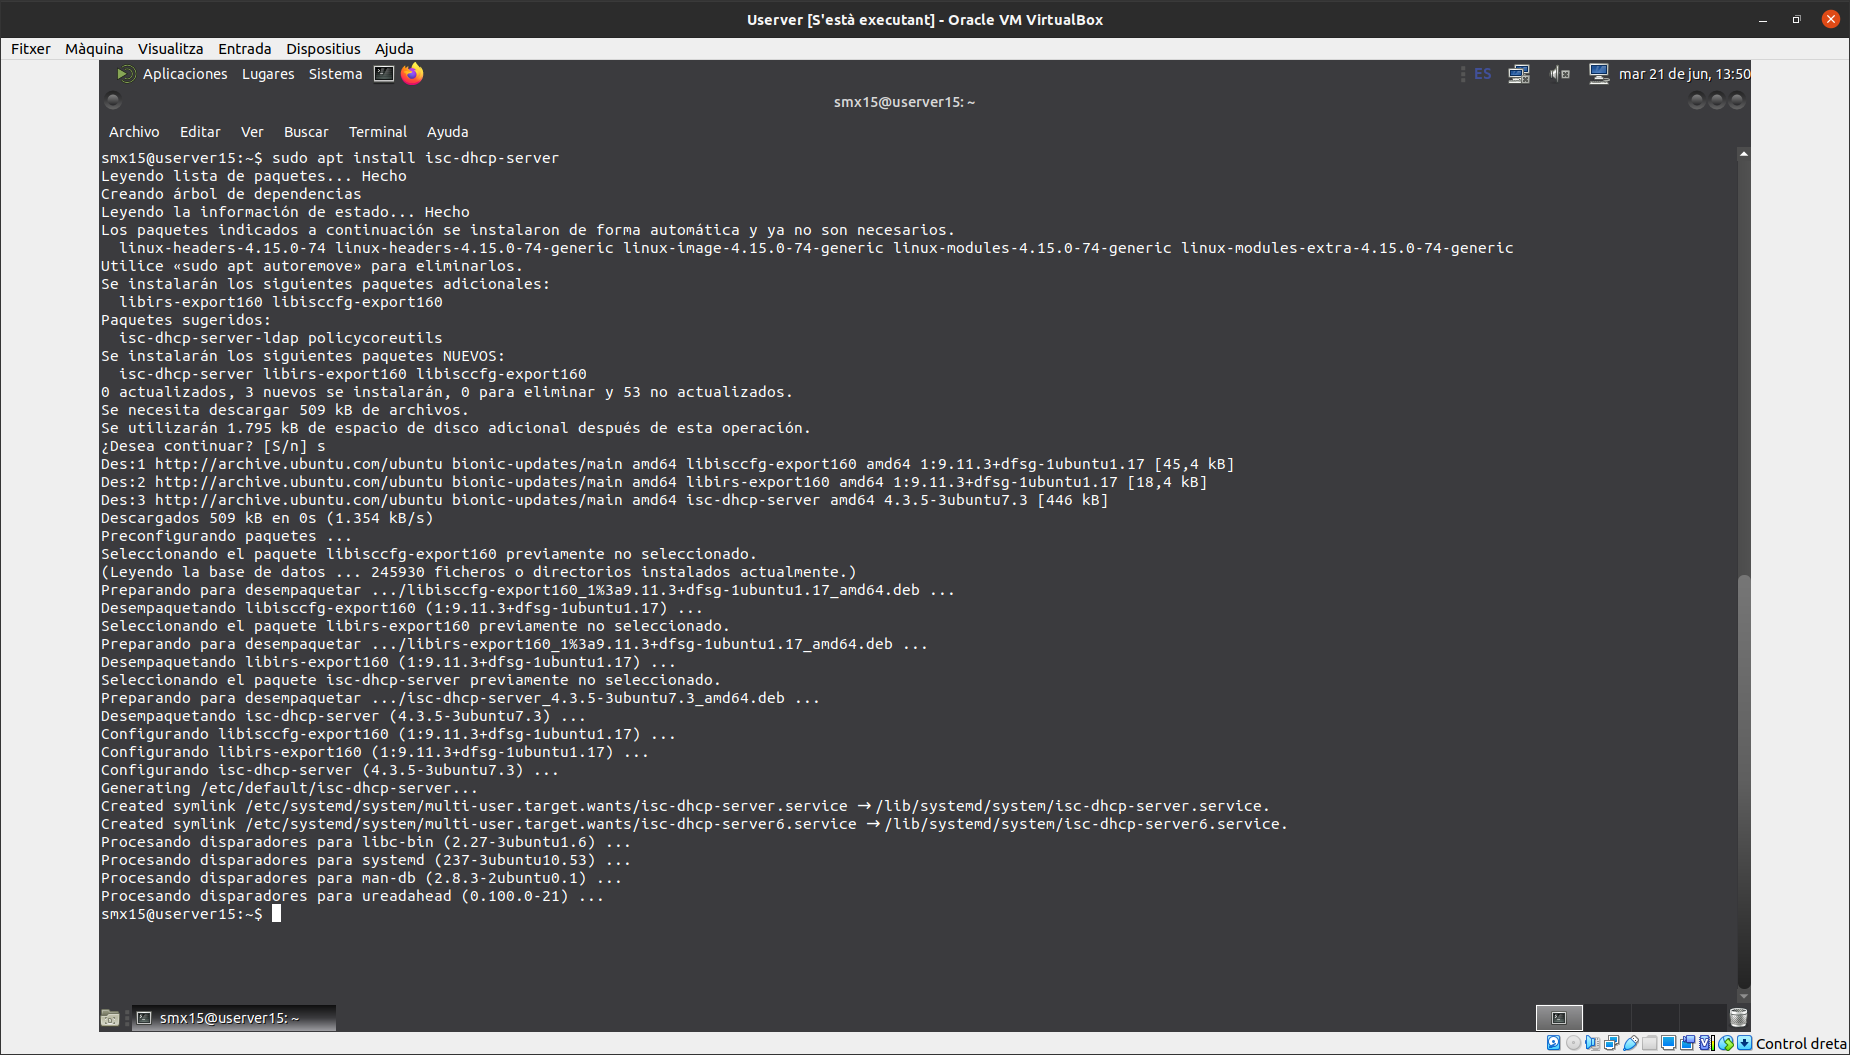 Userver [S'està executant] - Oracle VM VirtualBox
Fitxer Màquina Visualitza Entrada Dispositius Ajuda
Aplicaciones Lugares Sistema ES mar 21 de jun, 13:50
smx15@userver15: ~
Archivo Editar Ver Buscar Terminal Ayuda
smx15@userver15:~$ sudo apt install isc-dhcp-server
Leyendo lista de paquetes... Hecho
Creando árbol de dependencias
Leyendo la información de estado... Hecho
Los paquetes indicados a continuación se instalaron de forma automática y ya no son necesarios.
linux-headers-4.15.0-74 linux-headers-4.15.0-74-generic linux-image-4.15.0-74-generic linux-modules-4.15.0-74-generic linux-modules-extra-4.15.0-74-generic
Utilice «sudo apt autoremove» para eliminarlos.
Se instalarán los siguientes paquetes adicionales:
libirs-export160 libisccfg-export160
Paquetes sugeridos:
isc-dhcp-server-ldap policycoreutils
Se instalarán los siguientes paquetes NUEVOS:
isc-dhcp-server libirs-export160 libisccfg-export160
0 actualizados, 3 nuevos se instalarán, 0 para eliminar y 53 no actualizados.
Se necesita descargar 509 kB de archivos.
Se utilizarán 1.795 kB de espacio de disco adicional después de esta operación.
¿Desea continuar? [S/n] s
Des:1 http://archive.ubuntu.com/ubuntu bionic-updates/main amd64 libisccfg-export160 amd64 1:9.11.3+dfsg-1ubuntu1.17 [45,4 kB]
Des:2 http://archive.ubuntu.com/ubuntu bionic-updates/main amd64 libirs-export160 amd64 1:9.11.3+dfsg-1ubuntu1.17 [18,4 kB]
Des:3 http://archive.ubuntu.com/ubuntu bionic-updates/main amd64 isc-dhcp-server amd64 4.3.5-3ubuntu7.3 [446 kB]
Descargados 509 kB en 0s (1.354 kB/s)
Preconfigurando paquetes ...
Seleccionando el paquete libisccfg-export160 previamente no seleccionado.
(Leyendo la base de datos ... 245930 ficheros o directorios instalados actualmente.)
Preparando para desempaquetar .../libisccfg-export160_1%3a9.11.3+dfsg-1ubuntu1.17_amd64.deb ...
Desempaquetando libisccfg-export160 (1:9.11.3+dfsg-1ubuntu1.17) ...
Seleccionando el paquete libirs-export160 previamente no seleccionado.
Preparando para desempaquetar .../libirs-export160_1%3a9.11.3+dfsg-1ubuntu1.17_amd64.deb ...
Desempaquetando libirs-export160 (1:9.11.3+dfsg-1ubuntu1.17) ...
Seleccionando el paquete isc-dhcp-server previamente no seleccionado.
Preparando para desempaquetar .../isc-dhcp-server_4.3.5-3ubuntu7.3_amd64.deb ...
Desempaquetando isc-dhcp-server (4.3.5-3ubuntu7.3) ...
Configurando libisccfg-export160 (1:9.11.3+dfsg-1ubuntu1.17) ...
Configurando libirs-export160 (1:9.11.3+dfsg-1ubuntu1.17) ...
Configurando isc-dhcp-server (4.3.5-3ubuntu7.3) ...
Generating /etc/default/isc-dhcp-server...
Created symlink /etc/systemd/system/multi-user.target.wants/isc-dhcp-server.service → /lib/systemd/system/isc-dhcp-server.service.
Created symlink /etc/systemd/system/multi-user.target.wants/isc-dhcp-server6.service → /lib/systemd/system/isc-dhcp-server6.service.
Procesando disparadores para libc-bin (2.27-3ubuntu1.6) ...
Procesando disparadores para systemd (237-3ubuntu10.53) ...
Procesando disparadores para man-db (2.8.3-2ubuntu0.1) ...
Procesando disparadores para ureadahead (0.100.0-21) ...
smx15@userver15:~$
smx15@userver15: ~
Control dreta